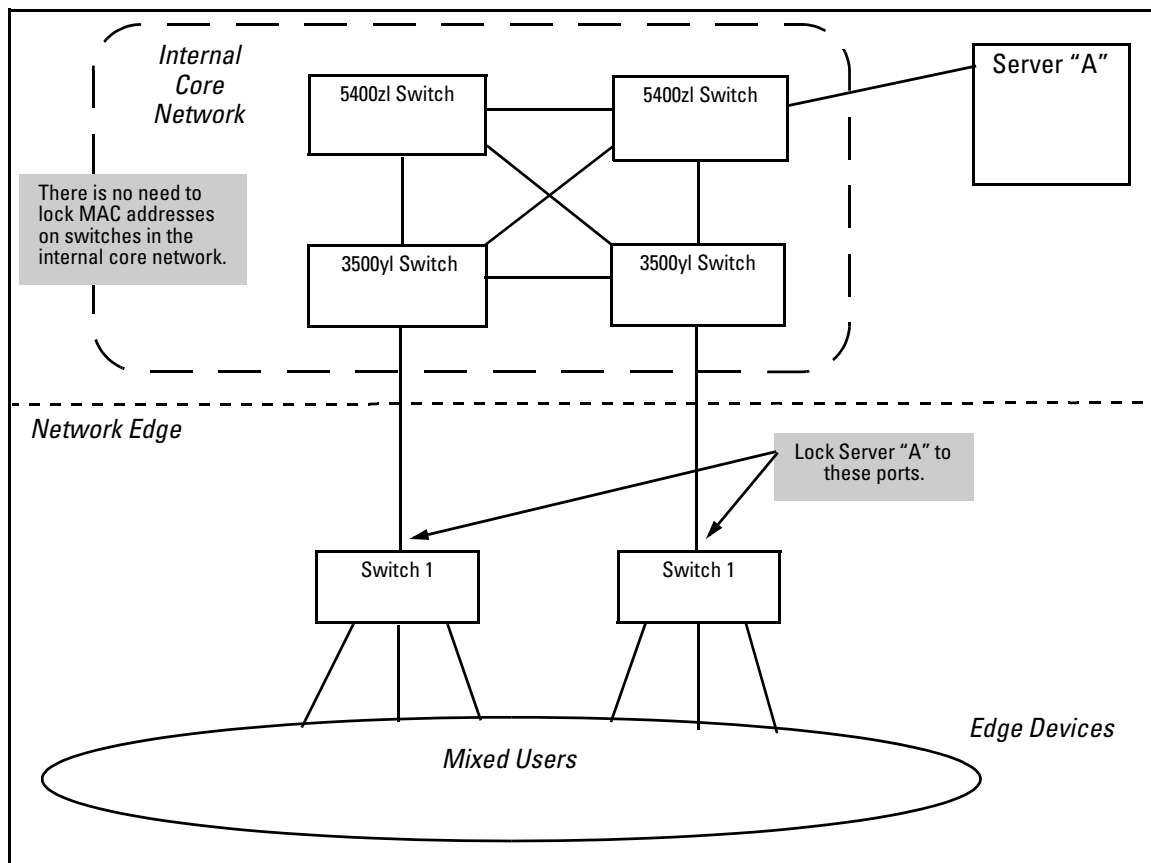 Internal
Core
Network
5400zl Switch
5400zl Switch
Server “A”
There is no need to
lock MAC addresses
on switches in the
internal core network.
3500yl Switch
3500yl Switch
Network Edge
Lock Server “A” to
these ports.
Switch 1
Switch 1
Edge Devices
Mixed Users